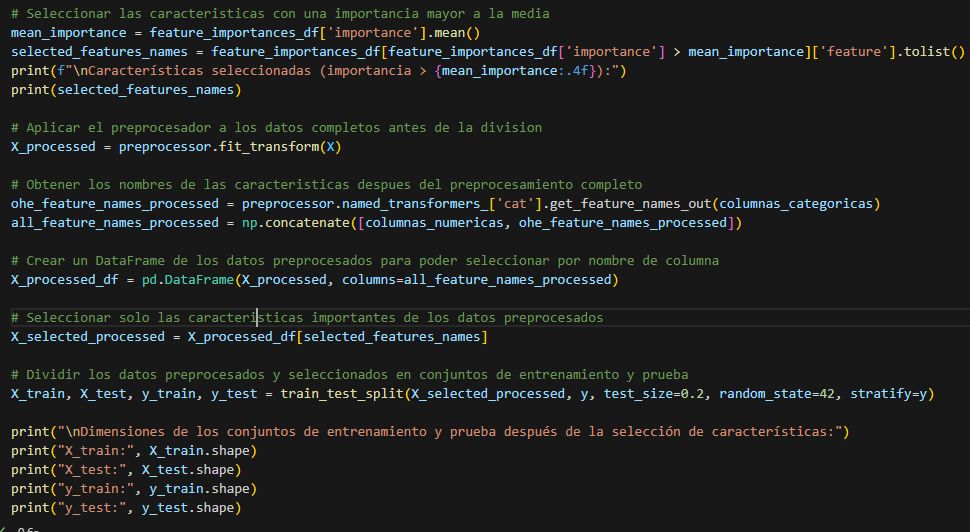 # Seleccionar las caracteristicas con una importancia mayor a la media
mean_importance = feature_importances_df['importance'].mean()
selected_features_names = feature_importances_df[feature_importances_df['importance'] > mean_importance]['feature'].tolist()
print(f"\nCaracterísticas seleccionadas (importancia > {mean_importance:.4f}):")
print(selected_features_names)
# Aplicar el preprocesador a los datos completos antes de la division
X_processed = preprocessor.fit_transform(X)
# Obtener los nombres de las caracteristicas despues del preprocesamiento completo
ohe_feature_names_processed = preprocessor.named_transformers_['cat'].get_feature_names_out(columnas_categoricas)
all_feature_names_processed = np.concatenate([columnas_numericas, ohe_feature_names_processed])
# Crear un DataFrame de los datos preprocesados para poder seleccionar por nombre de columna
X_processed_df = pd.DataFrame(X_processed, columns=all_feature_names_processed)
# Seleccionar solo las caracteristicas importantes de los datos preprocesados
X_selected_processed = X_processed_df[selected_features_names]
# Dividir los datos preprocesados y seleccionados en conjuntos de entrenamiento y prueba
X_train, X_test, y_train, y_test = train_test_split(X_selected_processed, y, test_size=0.2, random_state=42, stratify=y)
print("\nDimensiones de los conjuntos de entrenamiento y prueba después de la selección de características:")
print("X_train:", X_train.shape)
print("X_test:", X_test.shape)
print("y_train:", y_train.shape)
print("y_test:", y_test.shape)